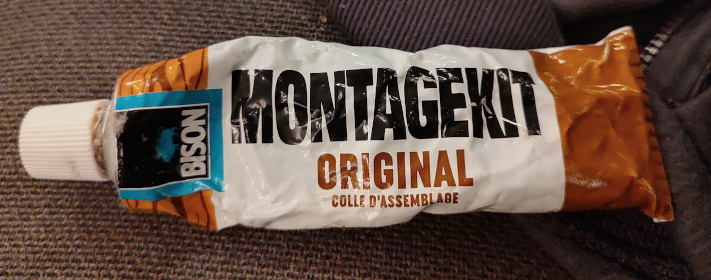 BISON
MONTAGEKIT
ORIGINAL
COLLE D'ASSEMBLAGE